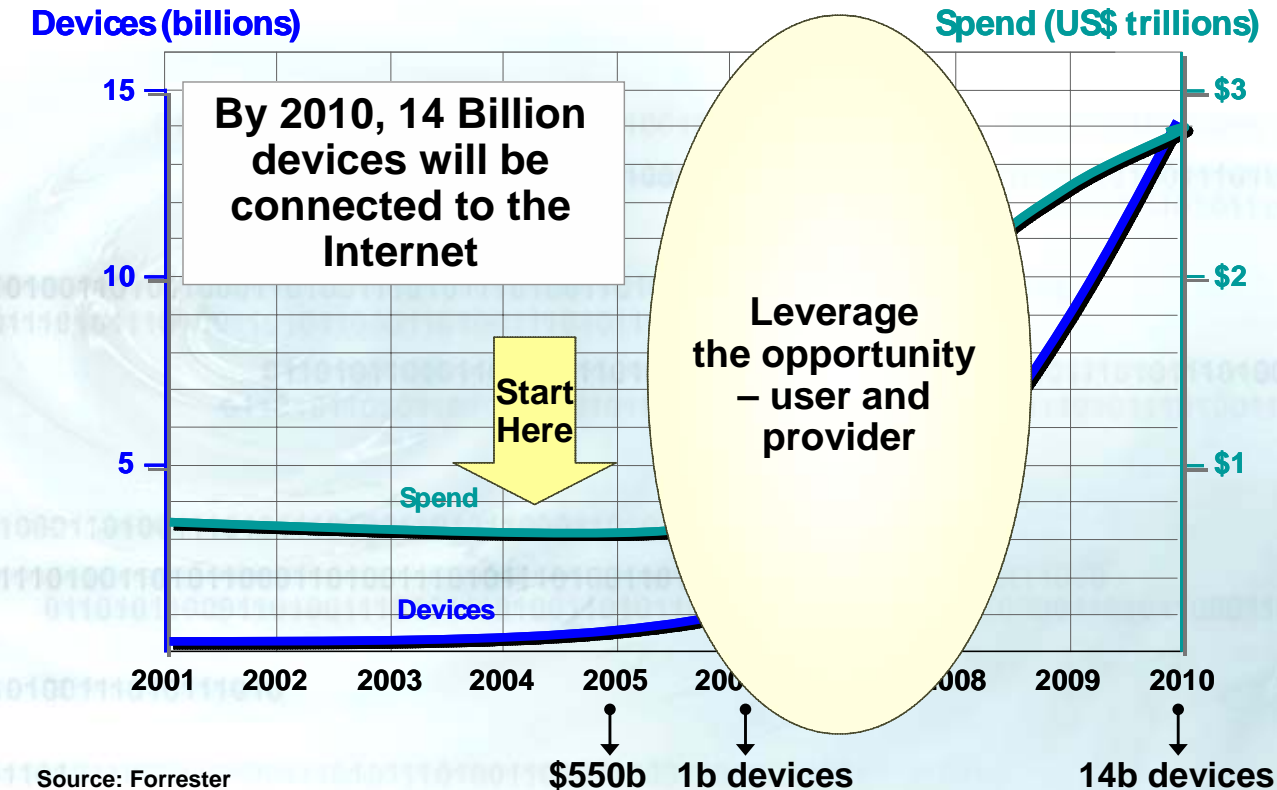 Devices (billions)
Spend (US$ trillions)
15
$3
By 2010, 14 Billion
devices will be
connected to the
Internet
10
$2
Leverage
the opportunity
– user and
provider
Start
Here
5
$1
Spend
Devices
2001 2002 2003 2004 2005 2009 2010
$550b 1b devices 14b devices
Source: Forrester